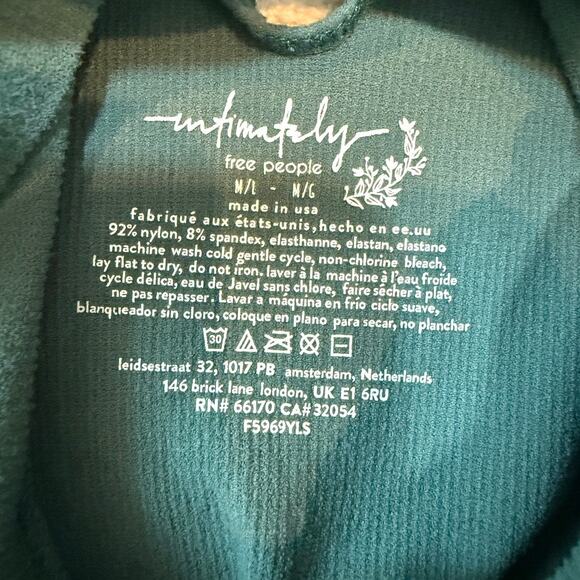 intimately
free people
M/L - M/G
made in usa
fabriqué aux états-unis,hecho en ee.uu
92% nylon, 8% spandex, elasthanne, elastan, elastano
machine wash cold gentle cycle, non-chlorine bleach,
lay flat to dry, do not iron. laver à la machine à l'eau froide
cycle délica, eau de Javel sans chlore, faire sécher à plat,
ne pas repasser. Lavar a máquina en frío ciclo suave,
blanqueador sin cloro, coloque en plano para secar, no planchar
30
leidsestraat 32, 1017 PB amsterdam, Netherlands
146 brick lane london, UK E1 6RU
RN# 66170 CA# 32054
F5969YLS